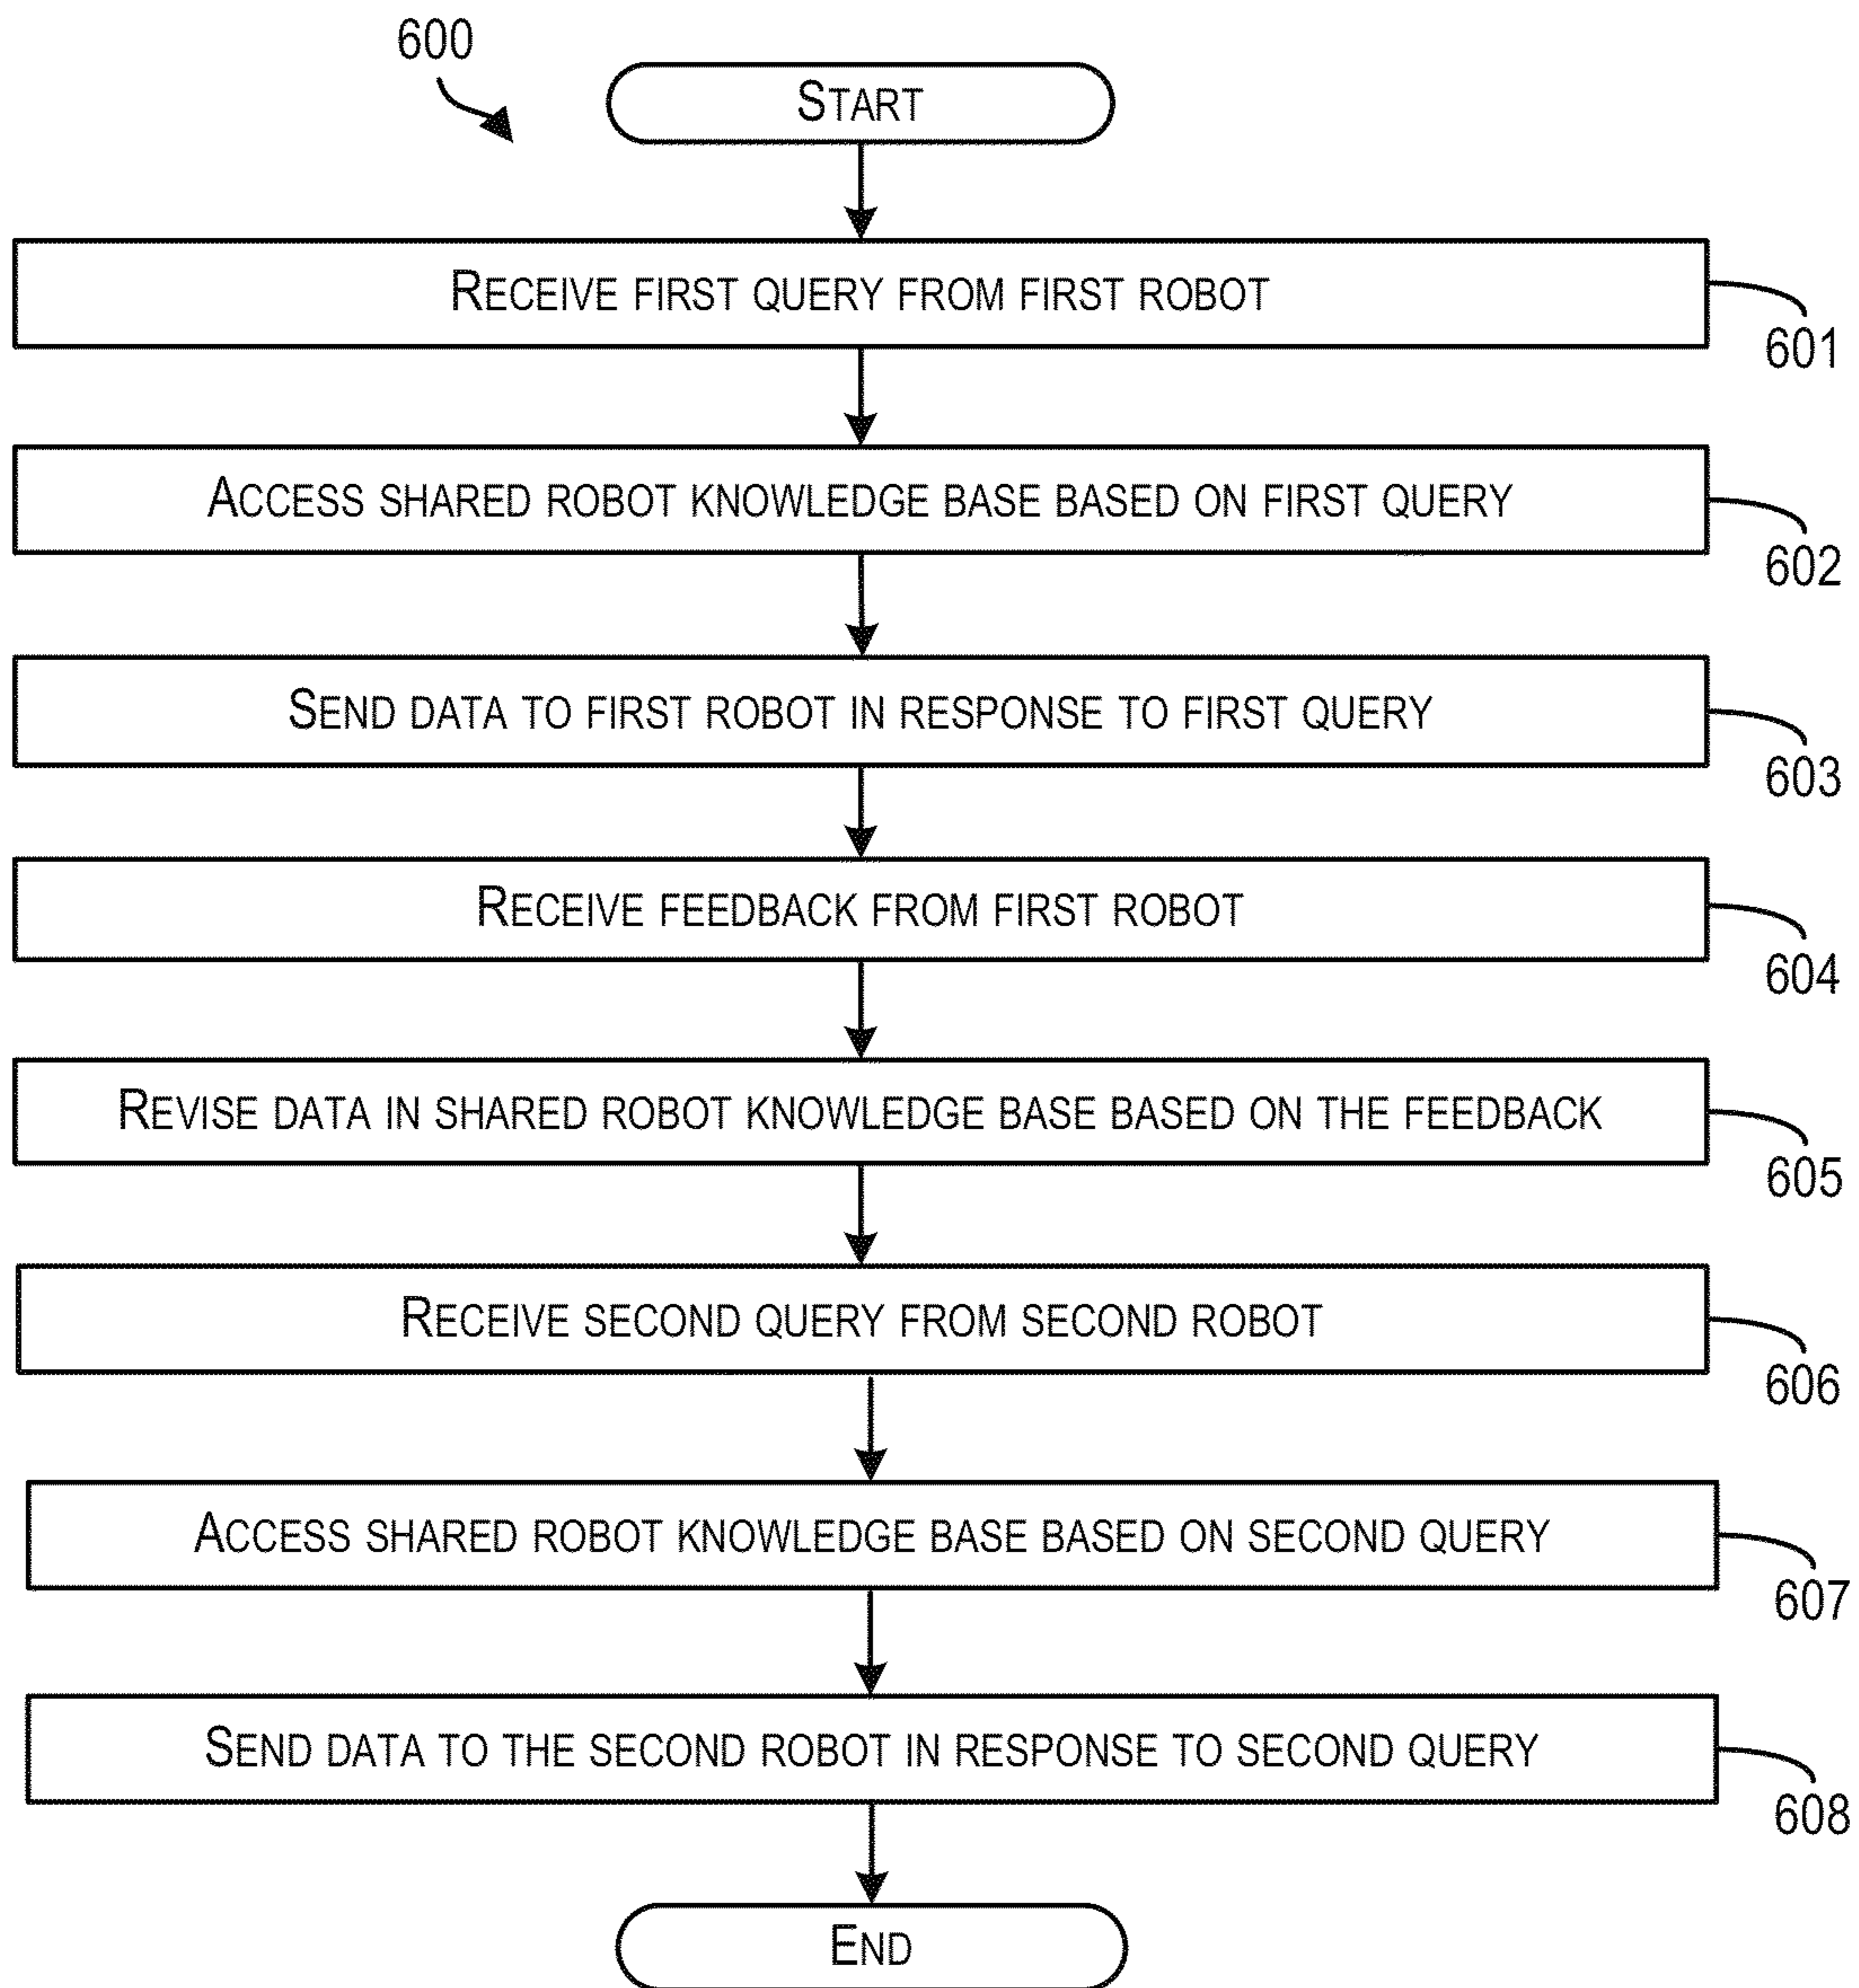 600
START
RECEIVE FIRST QUERY FROM FIRST ROBOT
601
ACCESS SHARED ROBOT KNOWLEDGE BASE BASED ON FIRST QUERY
602
SEND DATA TO FIRST ROBOT IN RESPONSE TO FIRST QUERY
603
RECEIVE FEEDBACK FROM FIRST ROBOT
604
REVISE DATA IN SHARED ROBOT KNOWLEDGE BASE BASED ON THE FEEDBACK
605
RECEIVE SECOND QUERY FROM SECOND ROBOT
606
ACCESS SHARED ROBOT KNOWLEDGE BASE BASED ON SECOND QUERY
607
SEND DATA TO THE SECOND ROBOT IN RESPONSE TO SECOND QUERY
608
END